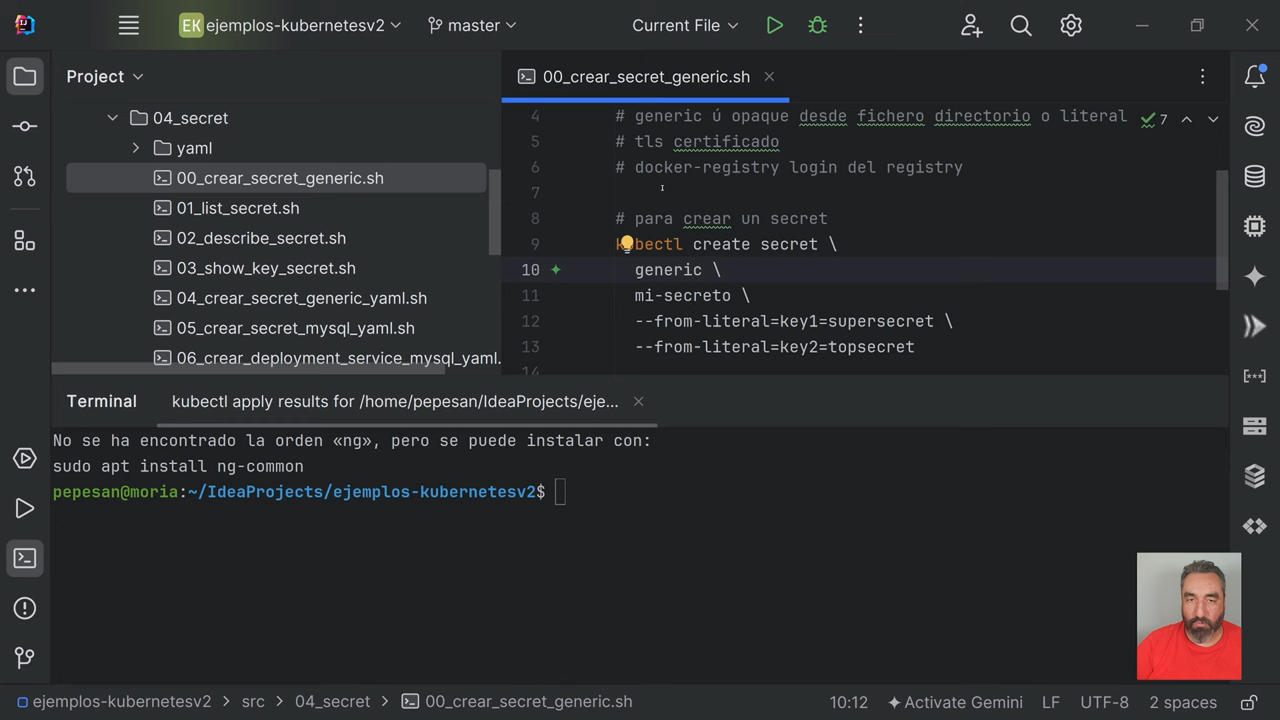 EK ejemplos-kubernetesv2
master
Current File
Project
04_secret
yaml
00_crear_secret_generic.sh
01_list_secret.sh
02_describe_secret.sh
03_show_key_secret.sh
04_crear_secret_generic_yaml.sh
05_crear_secret_mysql_yaml.sh
06_crear_deployment_service_mysql_yaml.
00_crear_secret_generic.sh
7
4 # generic ú opaque desde fichero directorio o literal
5 # tls certificado
6 # docker-registry login del registry
7
8 # para crear un secret
9 kubectl create secret \
10 generic \
11 mi-secreto \
12 --from-literal=key1=supersecret \
13 --from-literal=key2=topsecret
14
Terminal
kubectl apply results for /home/pepesan/IdeaProjects/eje...
No se ha encontrado la orden «ng», pero se puede instalar con:
sudo apt install ng-common
pepesan@moria:~/IdeaProjects/ejemplos-kubernetesv2$
ejemplos-kubernetesv2 > src > 04_secret > 00_crear_secret_generic.sh
10:12
Activate Gemini
LF
UTF-8
2 spaces